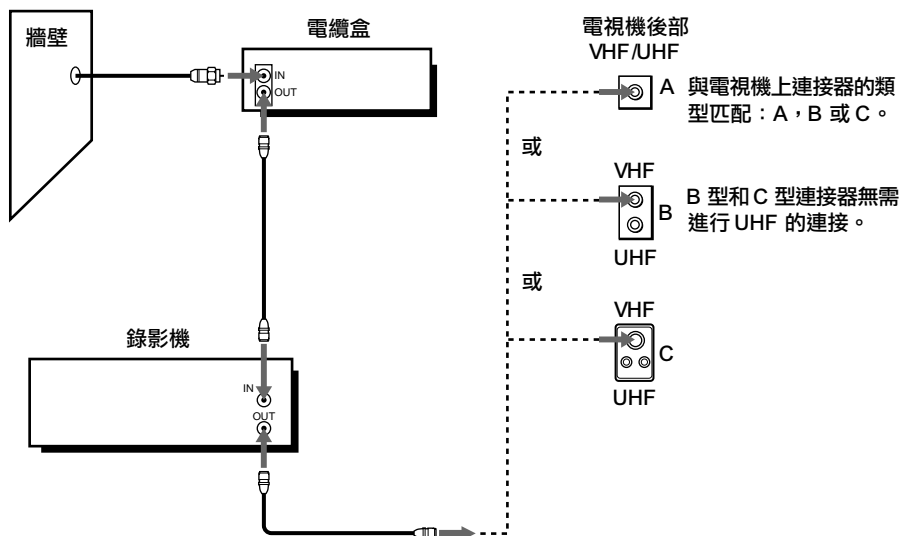 牆壁
電纜盒
IN
OUT
電視機後部
VHF/UHF
A
與電視機上連接器的類
型匹配：A，B 或 C。
或
VHF
B
B 型和 C 型連接器無需
進行 UHF 的連接。
UHF
或
VHF
C
UHF
錄影機
IN
OUT